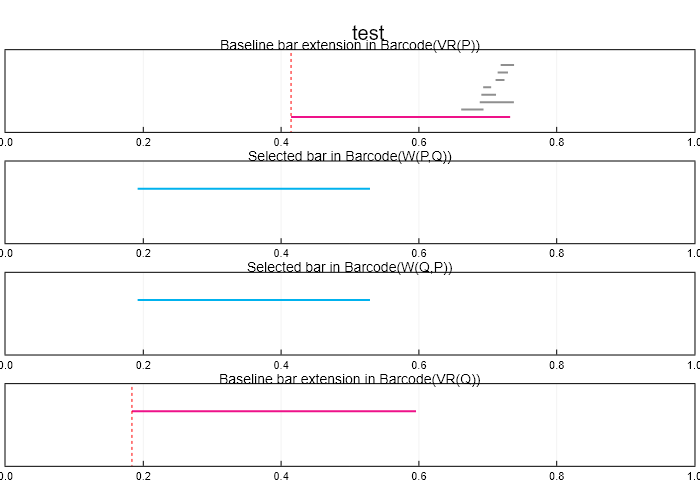 test
Baseline bar extension in Barcode(VR(P))
0.0 0.2 0.4 0.6 0.8 1.0
Selected bar in Barcode(W(P,Q))
0.0 0.2 0.4 0.6 0.8 1.0
Selected bar in Barcode(W(Q,P))
0.0 0.2 0.4 0.6 0.8 1.0
Baseline bar extension in Barcode(VR(Q))
0.0 0.2 0.4 0.6 0.8 1.0